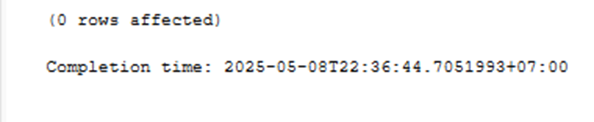 (0 rows affected)
Completion time: 2025-05-08T22:36:44.7051993+07:00